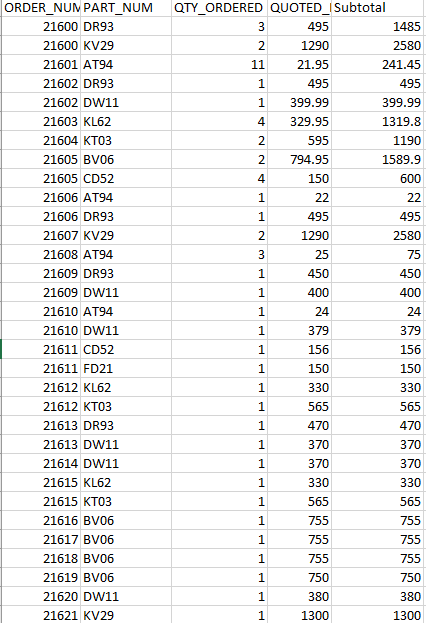 ORDER_NUM PART_NUM QTY_ORDERED QUOTED_ Subtotal
21600 DR93 3 495 1485
21600 KV29 2 1290 2580
21601 AT94 11 21.95 241.45
21602 DR93 1 495 495
21602 DW11 1 399.99 399.99
21603 KL62 4 329.95 1319.8
21604 KT03 2 595 1190
21605 BV06 2 794.95 1589.9
21605 CD52 4 150 600
21606 AT94 1 22 22
21606 DR93 1 495 495
21607 KV29 2 1290 2580
21608 AT94 3 25 75
21609 DR93 1 450 450
21609 DW11 1 400 400
21610 AT94 1 24 24
21610 DW11 1 379 379
21611 CD52 1 156 156
21611 FD21 1 150 150
21612 KL62 1 330 330
21612 KT03 1 565 565
21613 DR93 1 470 470
21613 DW11 1 370 370
21614 DW11 1 370 370
21615 KL62 1 330 330
21615 KT03 1 565 565
21616 BV06 1 755 755
21617 BV06 1 755 755
21618 BV06 1 755 755
21619 BV06 1 750 750
21620 DW11 1 380 380
21621 KV29 1 1300 1300